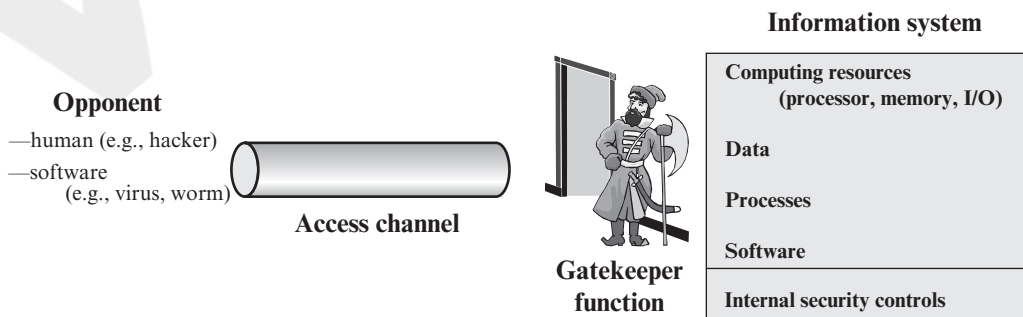 Information system
Opponent
—human (e.g., hacker)
—software
(e.g., virus, worm)
Access channel
Gatekeeper
function
Computing resources
(processor, memory, I/O)
Data
Processes
Software
Internal security controls